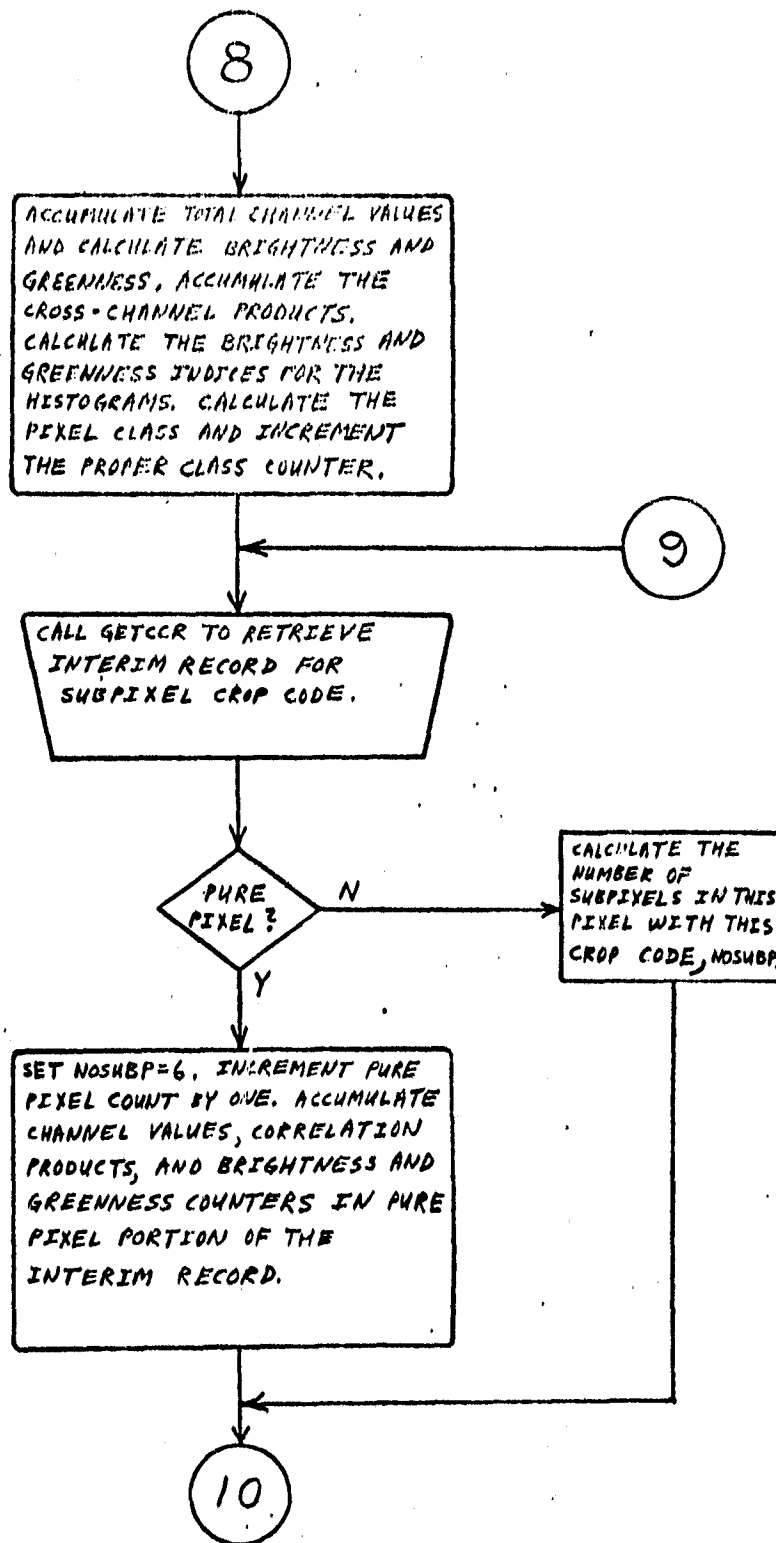 8
ACCUMULATE TOTAL CHANNEL VALUES
AND CALCULATE BRIGHTNESS AND
GREENNESS. ACCUMULATE THE
CROSS-CHANNEL PRODUCTS.
CALCULATE THE BRIGHTNESS AND
GREENNESS INDICES FOR THE
HISTOGRAMS. CALCULATE THE
PIXEL CLASS AND INCREMENT
THE PROPER CLASS COUNTER.
9
CALL GETCCR TO RETRIEVE
INTERIM RECORD FOR
SUBPIXEL CROP CODE.
PURE
PIXEL?
N
CALCULATE THE
NUMBER OF
SUBPIXELS IN THIS
PIXEL WITH THIS
CROP CODE, NOSUBP.
Y
SET NOSUBP=6. INCREMENT PURE
PIXEL COUNT BY ONE. ACCUMULATE
CHANNEL VALUES, CORRELATION
PRODUCTS, AND BRIGHTNESS AND
GREENNESS COUNTERS IN PURE
PIXEL PORTION OF THE
INTERIM RECORD.
10